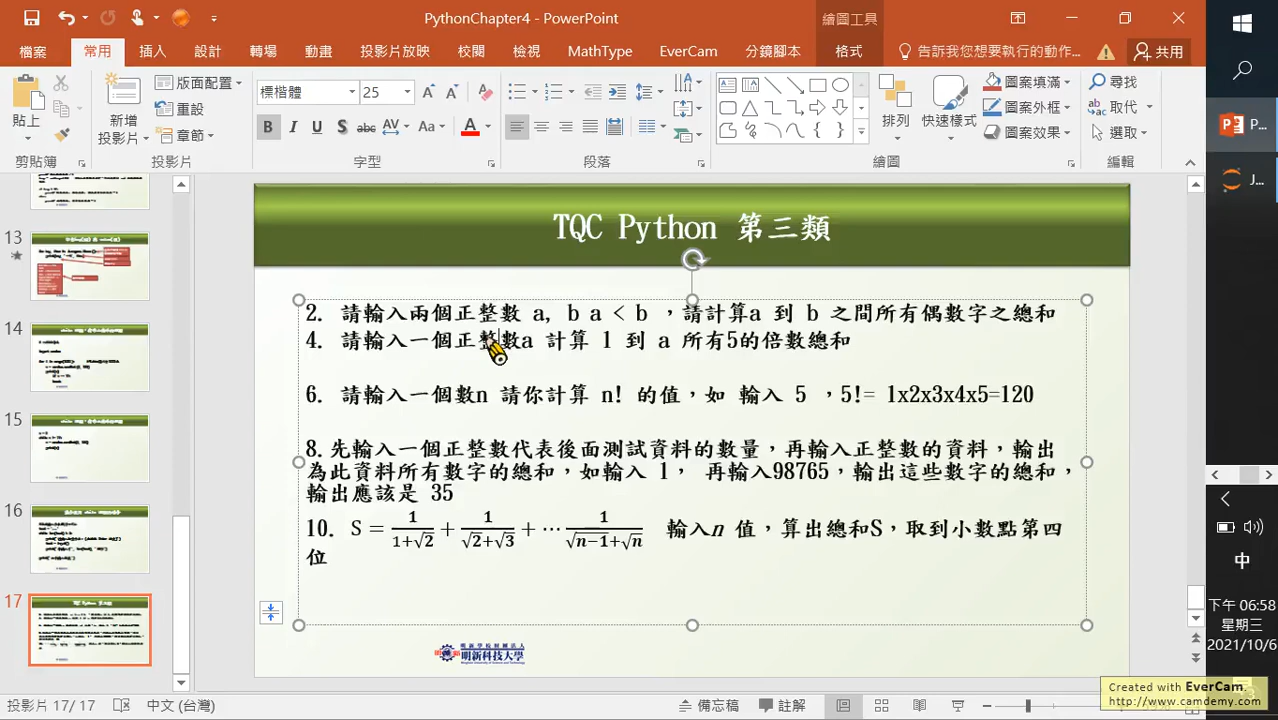 PythonChapter4 - PowerPoint
繪圖工具
檔案 常用 插入 設計 轉場 動畫 投影片放映 校閱 檢視 MathType EverCam 分鏡腳本 格式 告訴我您想要執行的動作... 共用
貼上
新增
投影片
版面配置
重設
章節
標楷體 25
B I U S abc AV Aa A
排列 快速樣式
圖案填滿
圖案外框
圖案效果
尋找
取代
選取
剪貼簿 投影片 字型 段落 繪圖 編輯
P...
J...
13
14
15
16
17
TQC Python 第三類
2. 請輸入兩個正整數 a, b a < b ，請計算a 到 b 之間所有偶數字之總和
4. 請輸入一個正整數a 計算 1 到 a 所有5的倍數總和
6. 請輸入一個數n 請你計算 n! 的值，如 輸入 5 ，5!= 1x2x3x4x5=120
8. 先輸入一個正整數代表後面測試資料的數量，再輸入正整數的資料，輸出
為此資料所有數字的總和，如輸入 1， 再輸入98765，輸出這些數字的總和，
輸出應該是 35
10. S = 1/(1+√2) + 1/(√2+√3) + ⋯ 1/(√n−1+√n) 輸入n 值，算出總和S，取到小數點第四
位
明新學校財團法人
明新科技大學
中
下午 06:58
星期三
2021/10/6
Created with EverCam
http://www.camdemy.com
投影片 17/ 17 中文 (台灣) 備忘稿 註解